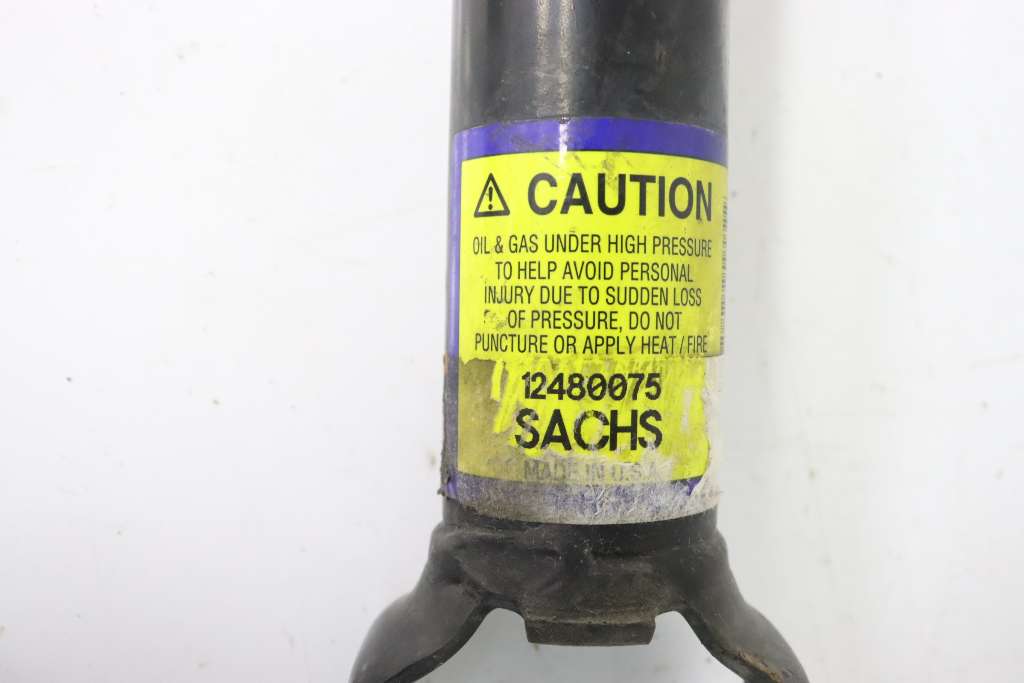 CAUTION
OIL & GAS UNDER HIGH PRESSURE
TO HELP AVOID PERSONAL
INJURY DUE TO SUDDEN LOSS
OF PRESSURE, DO NOT
PUNCTURE OR APPLY HEAT / FIRE
12480075
SACHS
MADE IN U.S.A.